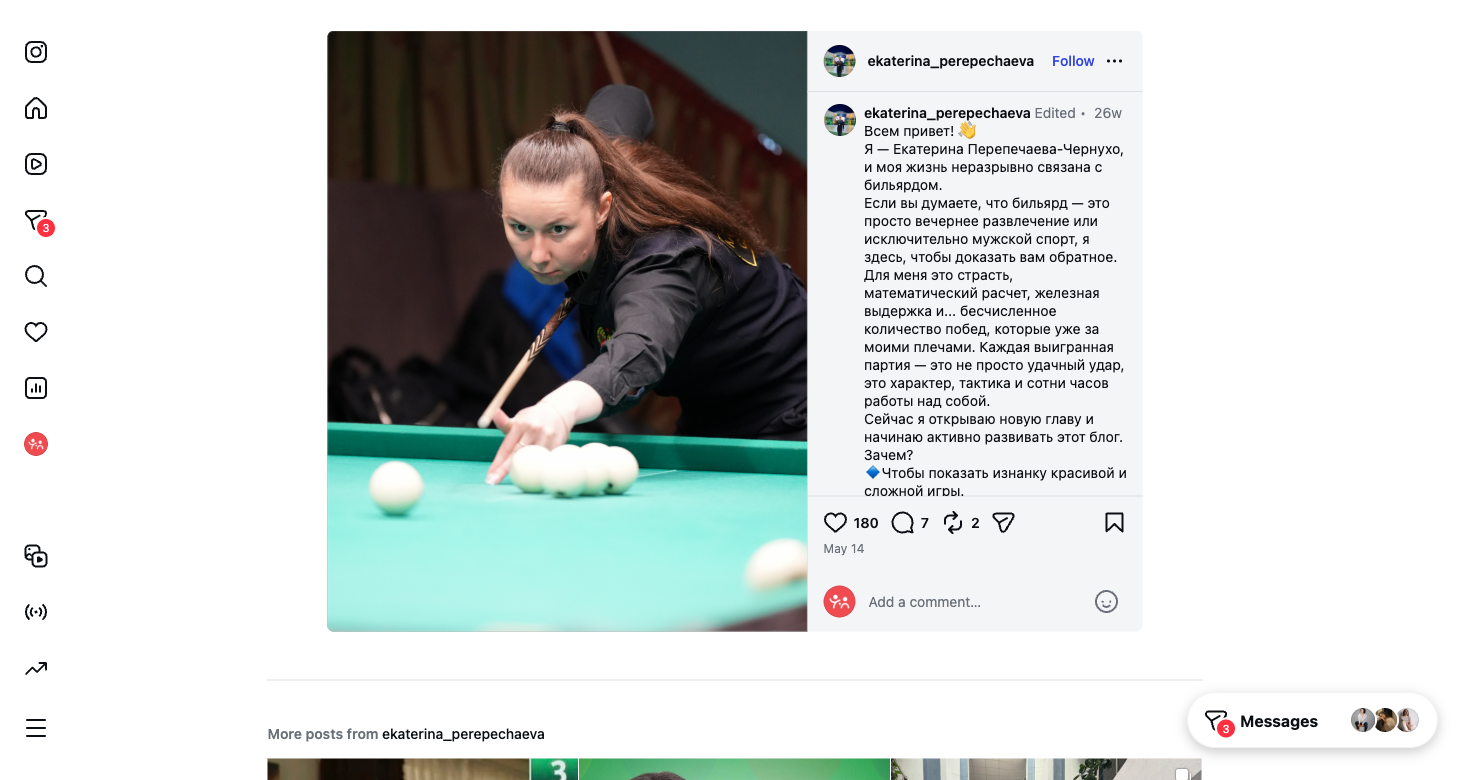 3
ekaterina_perepechaeva Follow
ekaterina_perepechaeva Edited • 26w
Всем привет! 👋
Я — Екатерина Перепечаева-Чернухо,
и моя жизнь неразрывно связана с
бильярдом.
Если вы думаете, что бильярд — это
просто вечернее развлечение или
исключительно мужской спорт, я
здесь, чтобы доказать вам обратное.
Для меня это страсть,
математический расчет, железная
выдержка и... бесчисленное
количество побед, которые уже за
моими плечами. Каждая выигранная
партия — это не просто удачный удар,
это характер, тактика и сотни часов
работы над собой.
Сейчас я открываю новую главу и
начинаю активно развивать этот блог.
Зачем?
🔹Чтобы показать изнанку красивой и
сложной игры.
180 7 2
May 14
Add a comment...
3 Messages
More posts from ekaterina_perepechaeva
3